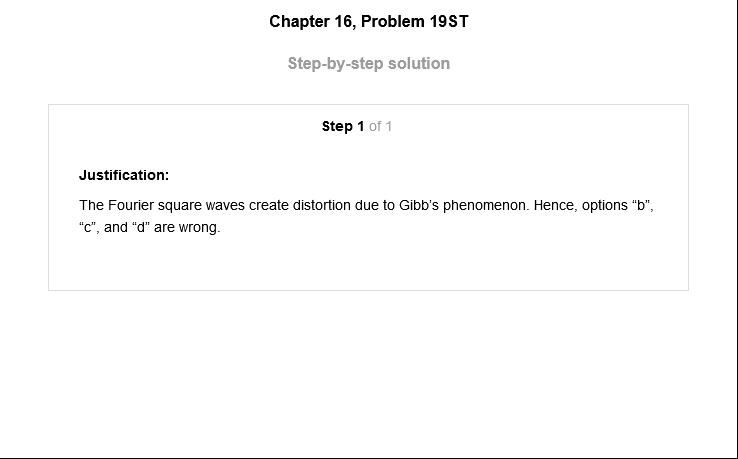 Chapter 16, Problem 19ST
Step-by-step solution
Step 1 of 1
Justification:
The Fourier square waves create distortion due to Gibb’s phenomenon. Hence, options “b”,
“c”, and “d” are wrong.